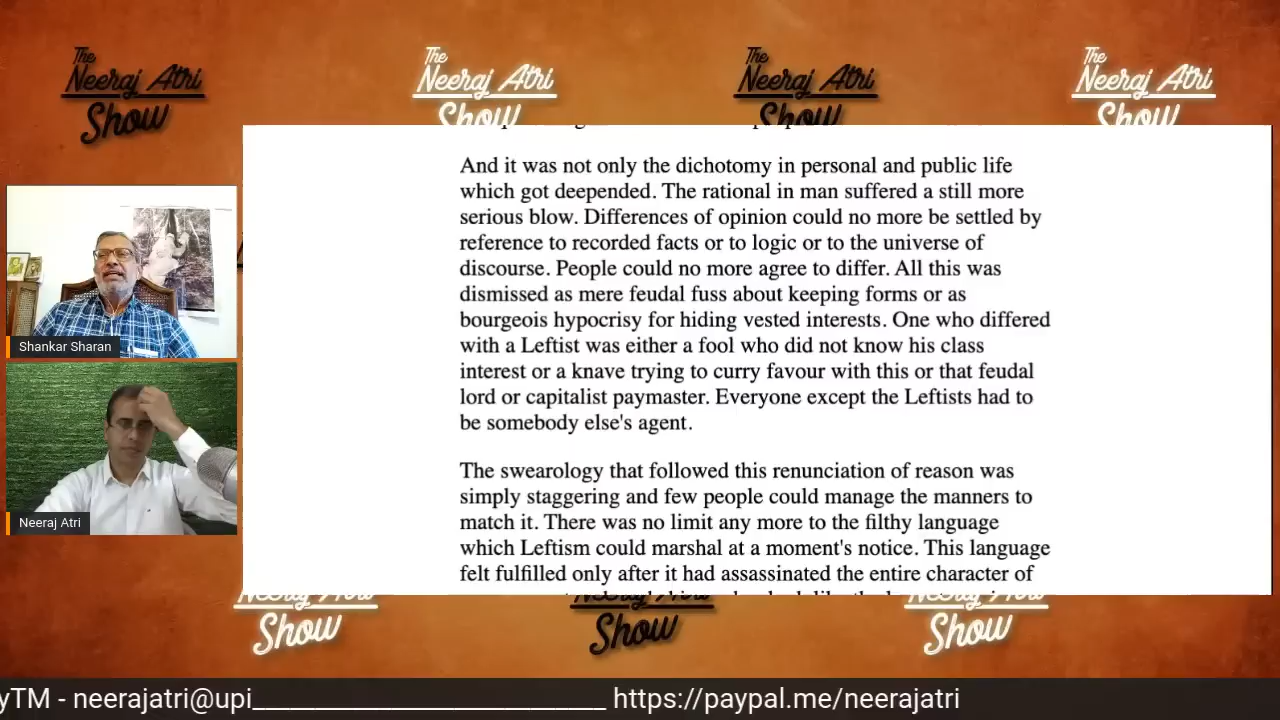 The
Neeraj Atri
Show
The
Neeraj Atri
Show
The
Neeraj Atri
Show
The
Neeraj Atri
Show
And it was not only the dichotomy in personal and public life
which got deepended. The rational in man suffered a still more
serious blow. Differences of opinion could no more be settled by
reference to recorded facts or to logic or to the universe of
discourse. People could no more agree to differ. All this was
dismissed as mere feudal fuss about keeping forms or as
bourgeois hypocrisy for hiding vested interests. One who differed
with a Leftist was either a fool who did not know his class
interest or a knave trying to curry favour with this or that feudal
lord or capitalist paymaster. Everyone except the Leftists had to
be somebody else's agent.
The swearology that followed this renunciation of reason was
simply staggering and few people could manage the manners to
match it. There was no limit any more to the filthy language
which Leftism could marshal at a moment's notice. This language
felt fulfilled only after it had assassinated the entire character of
Shankar Sharan
Neeraj Atri
Show
Show
Show
yTM - neerajatri@upi______________________________ https://paypal.me/neerajatri